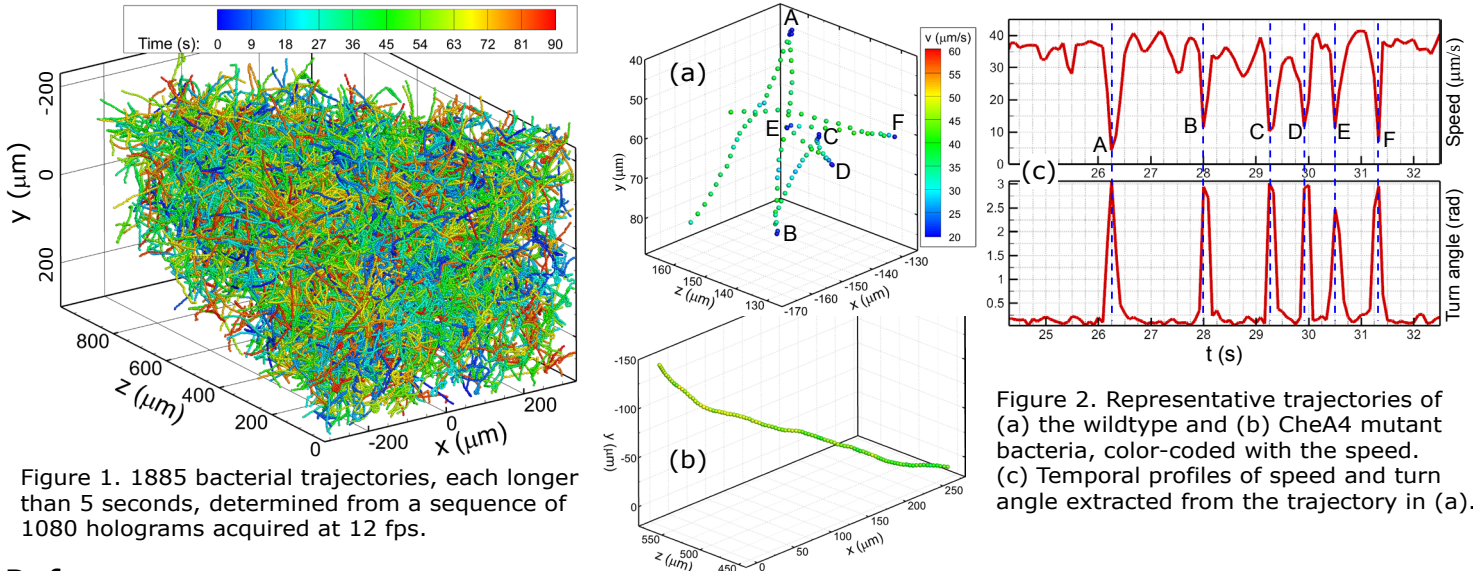 Time (s): 0 9 18 27 36 45 54 63 72 81 90
-200
0
200
y (µm)
800
600
400
200
0
z (µm)
-200
0
200
x (µm)
Figure 1. 1885 bacterial trajectories, each longer
than 5 seconds, determined from a sequence of
1080 holograms acquired at 12 fps.
(a)
A
B
C
D
E
F
40
50
60
70
80
y (µm)
160
150
140
130
z (µm)
-170
-160
-150
-140
-130
x (µm)
v (µm/s)
60
55
50
45
40
35
30
25
20
(b)
-150
-100
-50
0
y (µm)
550
500
450
z (µm)
0
50
100
150
200
250
x (µm)
(c)
40
30
20
10
0
Speed (µm/s)
A
B
C
D
E
F
26 27 28 29 30 31 32
3
2.5
2
1.5
1
0.5
Turn angle (rad)
25 26 27 28 29 30 31 32
t (s)
Figure 2. Representative trajectories of
(a) the wildtype and (b) CheA4 mutant
bacteria, color-coded with the speed.
(c) Temporal profiles of speed and turn
angle extracted from the trajectory in (a).